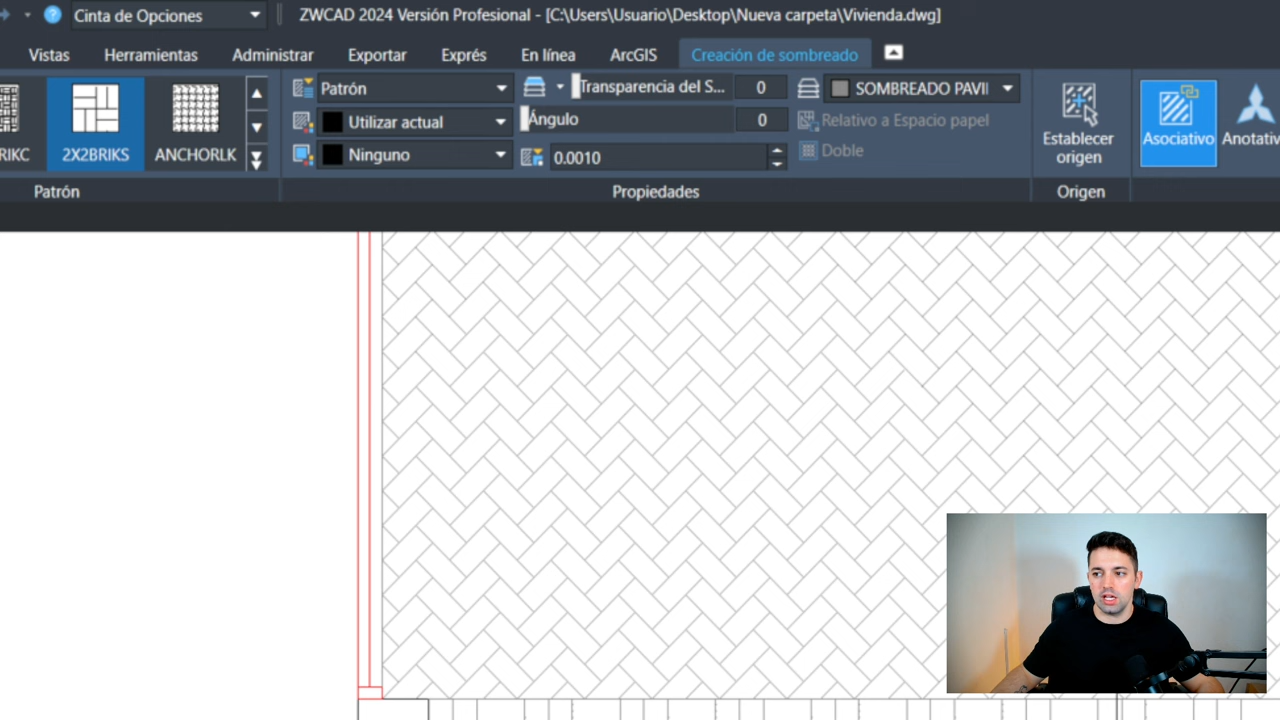 Cinta de Opciones
ZWCAD 2024 Versión Profesional - [C:\Users\Usuario\Desktop\Nueva carpeta\Vivienda.dwg]
Vistas Herramientas Administrar Exportar Exprés En línea ArcGIS Creación de sombreado
Patrón Transparencia del S... 0 SOMBREADO PAVII
Utilizar actual Ángulo 0 Relativo a Espacio papel
RIKC 2X2BRIKS ANCHORLK Ninguno 0.0010 Doble
Establecer origen Asociativo Anotativ
Patrón Propiedades Origen